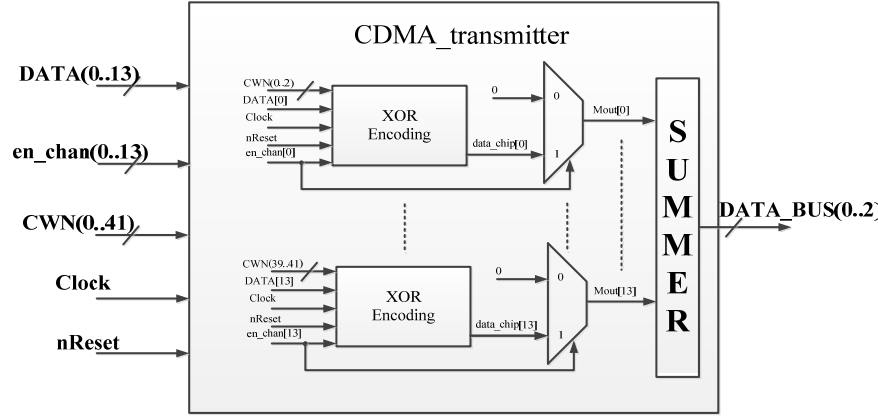 CDMA_transmitter
DATA(0..13)
en_chan(0..13)
CWN(0..41)
Clock
nReset
CWN(0..2)
DATA[0]
Clock
nReset
en_chan[0]
XOR
Encoding
data_chip[0]
0
0
1
Mout[0]
CWN(39..41)
DATA[13]
Clock
nReset
en_chan[13]
XOR
Encoding
data_chip[13]
0
0
1
Mout[13]
SUMMER
DATA_BUS(0..2)